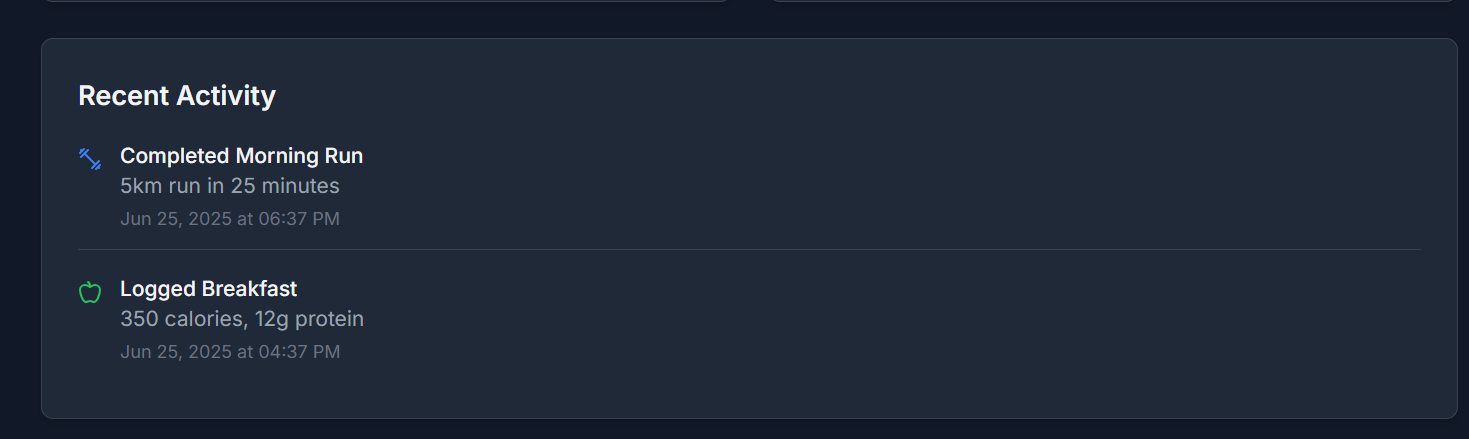 Recent Activity
Completed Morning Run
5km run in 25 minutes
Jun 25, 2025 at 06:37 PM
Logged Breakfast
350 calories, 12g protein
Jun 25, 2025 at 04:37 PM